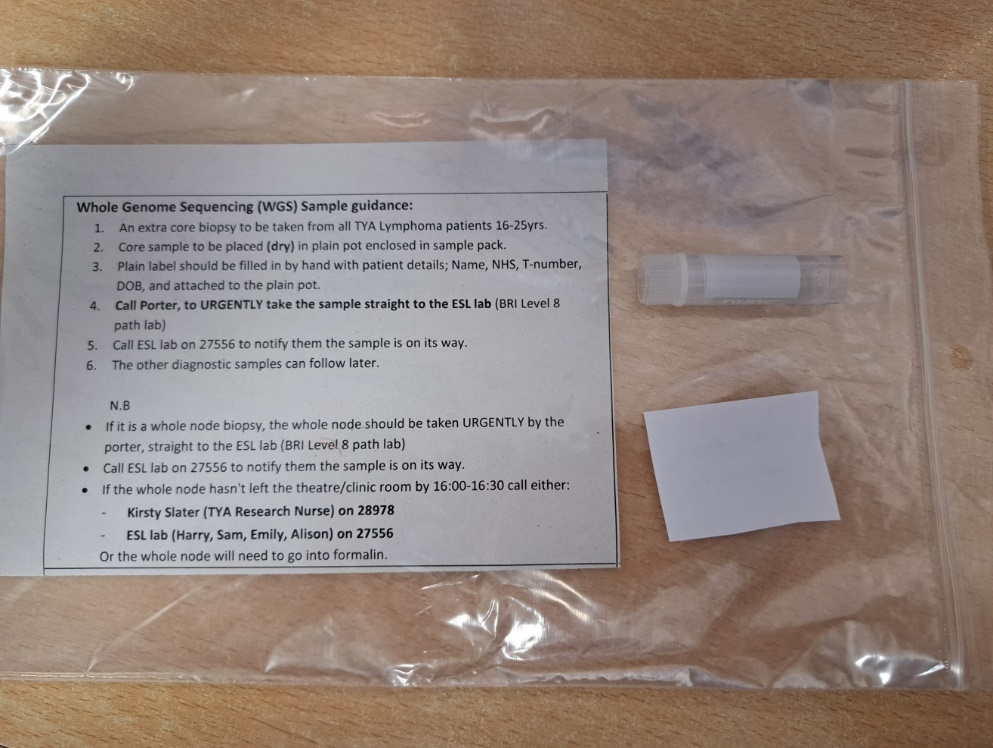 Whole Genome Sequencing (WGS) Sample guidance:
1. An extra core biopsy to be taken from all TYA Lymphoma patients 16-25yrs.
2. Core sample to be placed (dry) in plain pot enclosed in sample pack.
3. Plain label should be filled in by hand with patient details; Name, NHS, T-number,
DOB, and attached to the plain pot.
4. Call Porter, to URGENTLY take the sample straight to the ESL lab (BRI Level 8
path lab)
5. Call ESL lab on 27556 to notify them the sample is on its way.
6. The other diagnostic samples can follow later.
N.B
• If it is a whole node biopsy, the whole node should be taken URGENTLY by the
porter, straight to the ESL lab (BRI Level 8 path lab)
• Call ESL lab on 27556 to notify them the sample is on its way.
• If the whole node hasn't left the theatre/clinic room by 16:00-16:30 call either:
- Kirsty Slater (TYA Research Nurse) on 28978
- ESL lab (Harry, Sam, Emily, Alison) on 27556
Or the whole node will need to go into formalin.